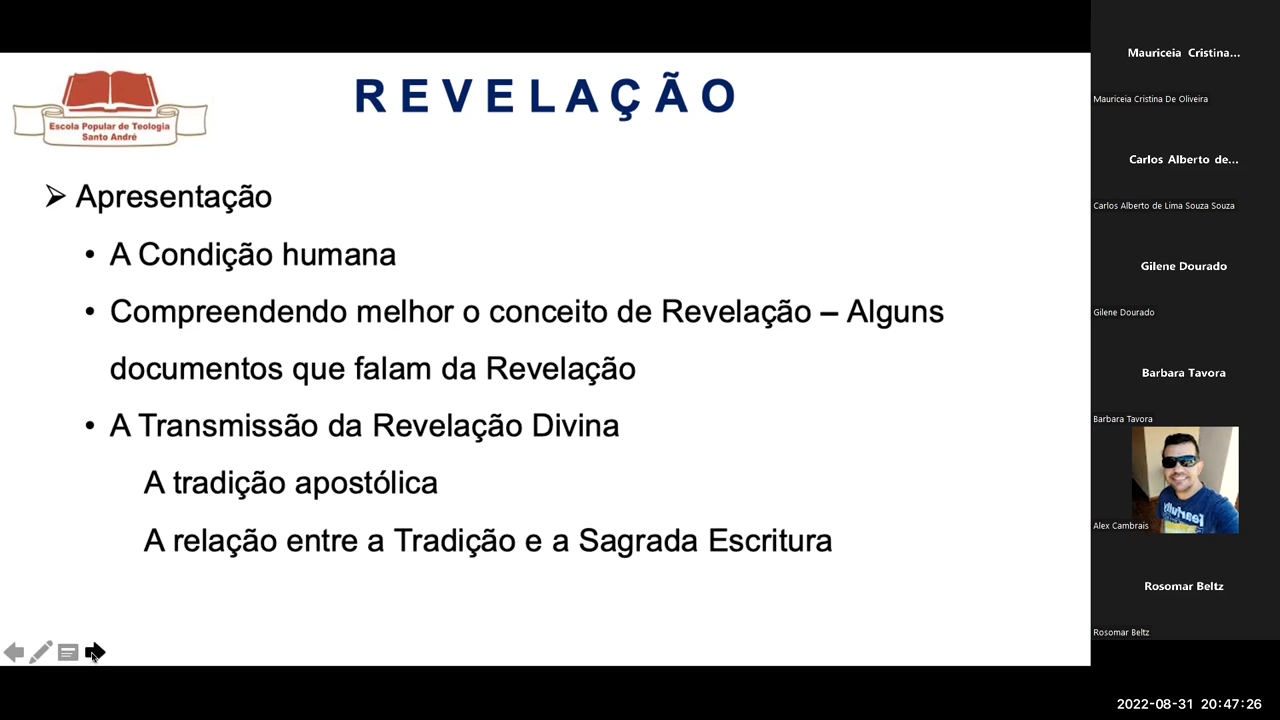 Escola Popular de Teologia
Santo André
REVELAÇÃO
Apresentação
A Condição humana
Compreendendo melhor o conceito de Revelação – Alguns
documentos que falam da Revelação
A Transmissão da Revelação Divina
A tradição apostólica
A relação entre a Tradição e a Sagrada Escritura
Mauriceia Cristina...
Mauriceia Cristina De Oliveira
Carlos Alberto de...
Carlos Alberto de Lima Souza Souza
Gilene Dourado
Gilene Dourado
Barbara Tavora
Barbara Tavora
fearfully
Alex Cambrais
Rosomar Beltz
Rosomar Beltz
2022-08-31 20:47:26